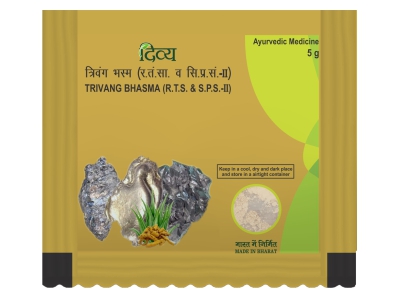 दिव्य
त्रिवंग भस्म (र.तं.सा. व सि.प्र.सं.-II)
TRIVANG BHASMA (R.T.S. & S.P.S.-II)
Ayurvedic Medicine
5 g
Keep in a cool, dry and dark place
and store in a airtight container
भारत में निर्मित
MADE IN BHARAT